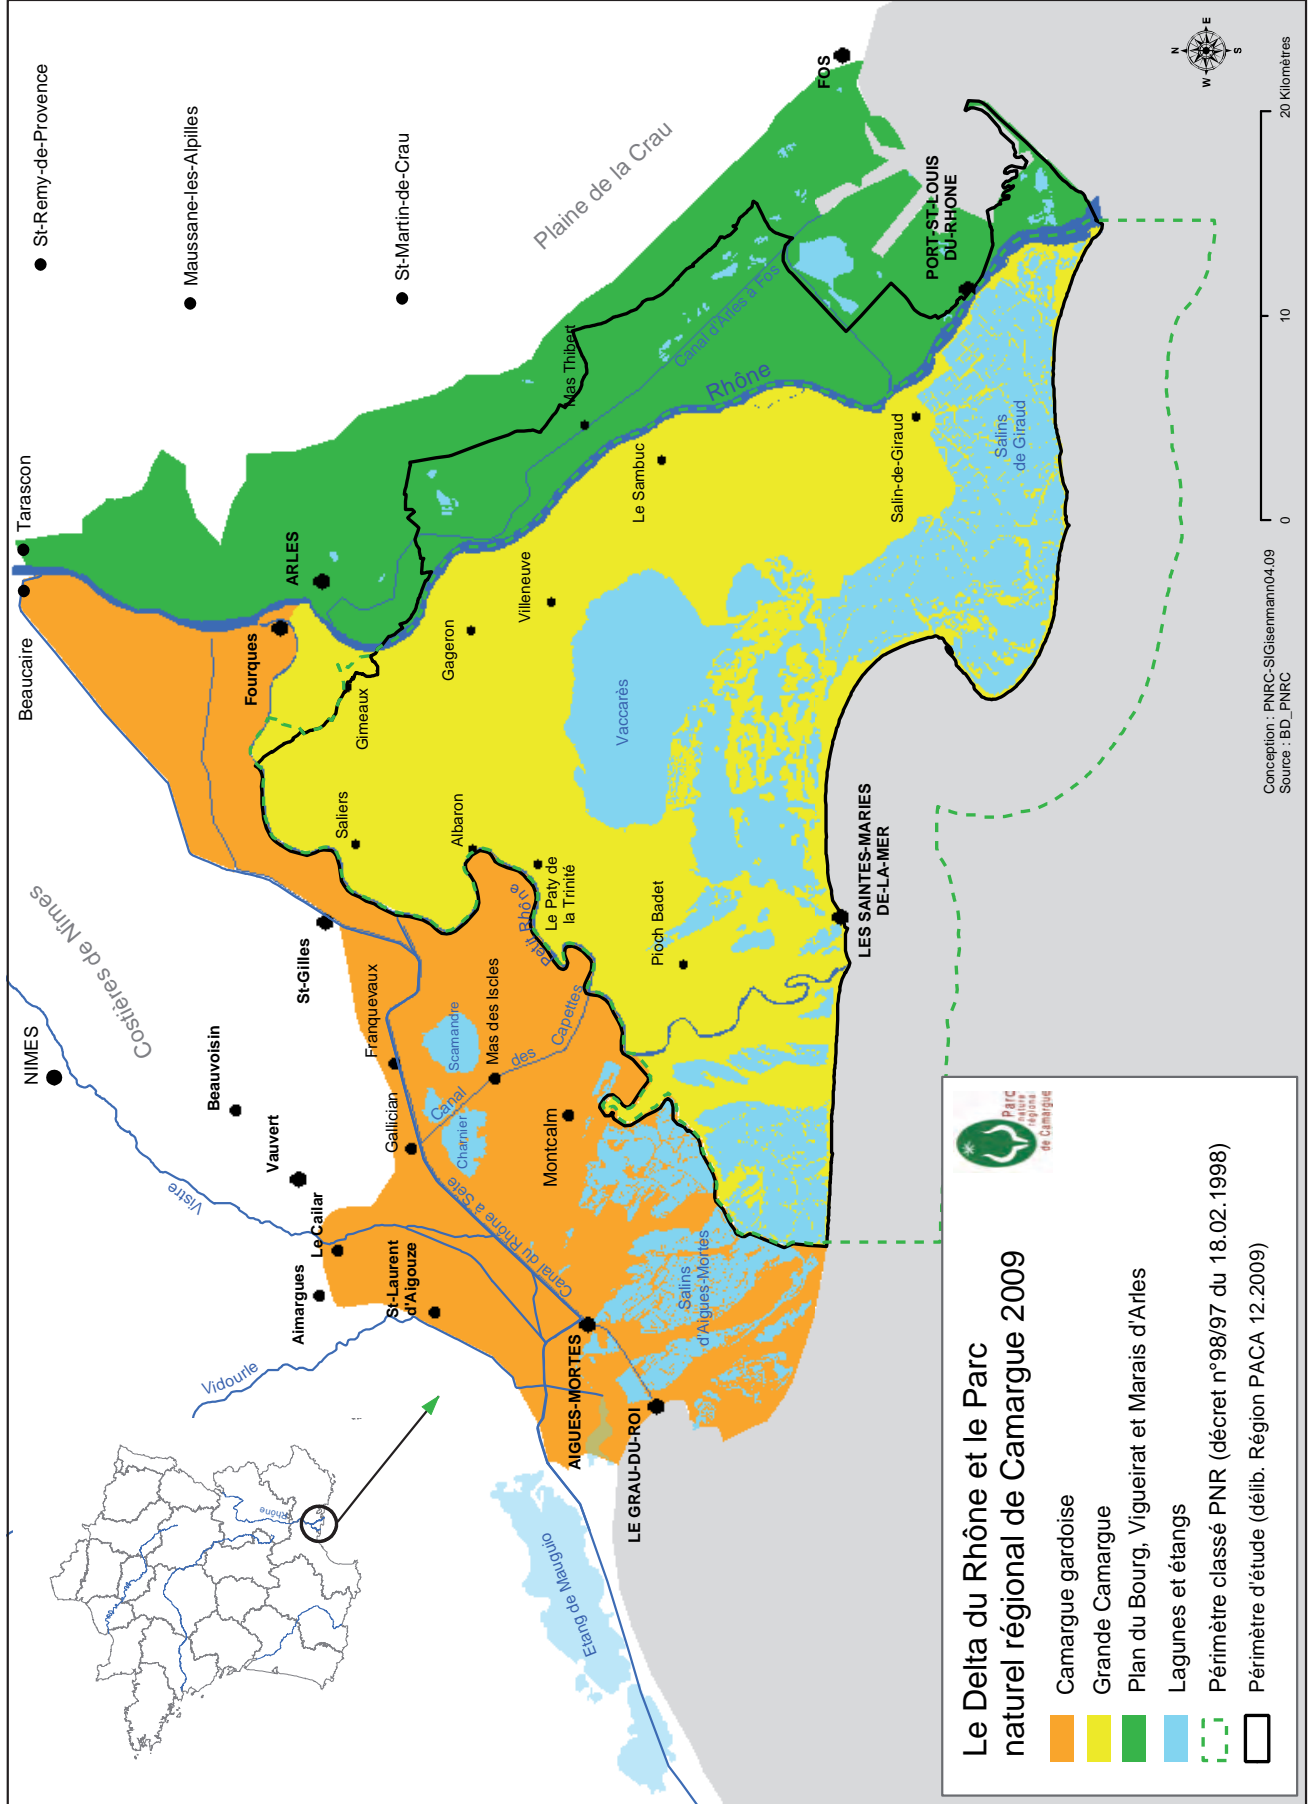 Le Delta du Rhône et le Parc
naturel régional de Camargue 2009
Camargue gardoise
Grande Camargue
Plan du Bourg, Vigueirat et Marais d'Arles
Lagunes et étangs
Périmètre classé PNR (décret n°98/97 du 18.02.1998)
Périmètre d'étude (délib. Région PACA 12.2009)
Parc
naturel
régional
de Camargue
Rhône
NIMES
Costières de Nîmes
Beaucaire
Tarascon
St-Remy-de-Provence
Maussane-les-Alpilles
St-Martin-de-Crau
Plaine de la Crau
Vistre
Beauvoisin
Vauvert
Le Cailar
Aimargues
St-Laurent
d'Aigouze
Vidourle
St-Gilles
Fourques
ARLES
Gimeaux
Saliers
Franquevaux
Gallician
Scamandre
Charnier
Mas des Iscles
Canal
des
Capettes
Canal du Rhône à Sète
Montcalm
Albaron
Petit Rhône
Le Paty de
la Trinité
Gageron
Villeneuve
Mas Thibert
Canal d'Arles à Fos
Rhône
Le Sambuc
Vaccarès
Pioch Badet
AIGUES-MORTES
LE GRAU-DU-ROI
Salins
d'Aigues-Mortes
Etang de Mauguio
LES SAINTES-MARIES
DE-LA-MER
Salin-de-Giraud
Salins
de Giraud
PORT-ST-LOUIS
DU-RHONE
FOS
N
E
S
W
0
10
20 Kilomètres
Conception : PNRC-SIGisenmann04.09
Source : BD_PNRC